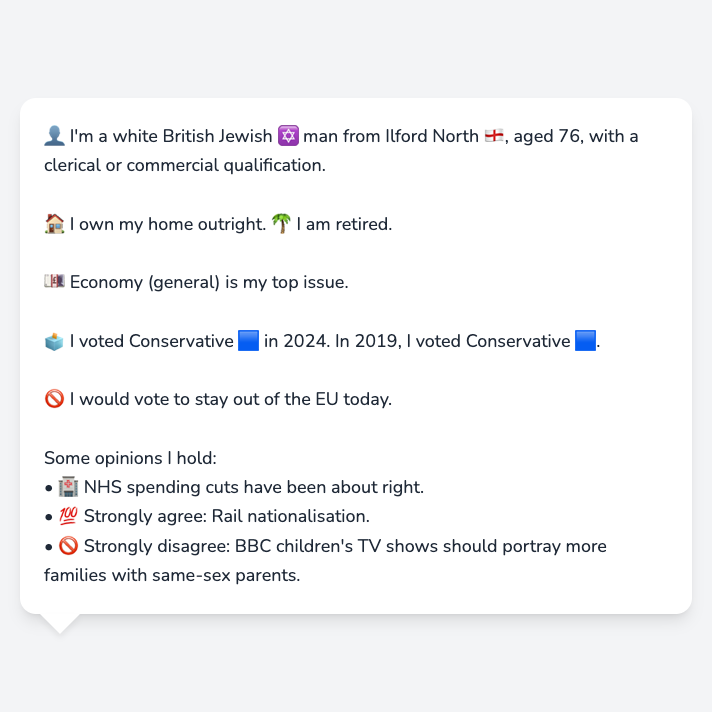 👤 I'm a white British Jewish ✡️ man from Ilford North 🏴󠁧󠁢󠁥󠁮󠁧󠁿, aged 76, with a
clerical or commercial qualification.
🏠 I own my home outright. 🌴 I am retired.
💷 Economy (general) is my top issue.
🗳️ I voted Conservative 🟦 in 2024. In 2019, I voted Conservative 🟦.
🚫 I would vote to stay out of the EU today.
Some opinions I hold:
• 🏥 NHS spending cuts have been about right.
• 💯 Strongly agree: Rail nationalisation.
• 🚫 Strongly disagree: BBC children's TV shows should portray more
families with same-sex parents.